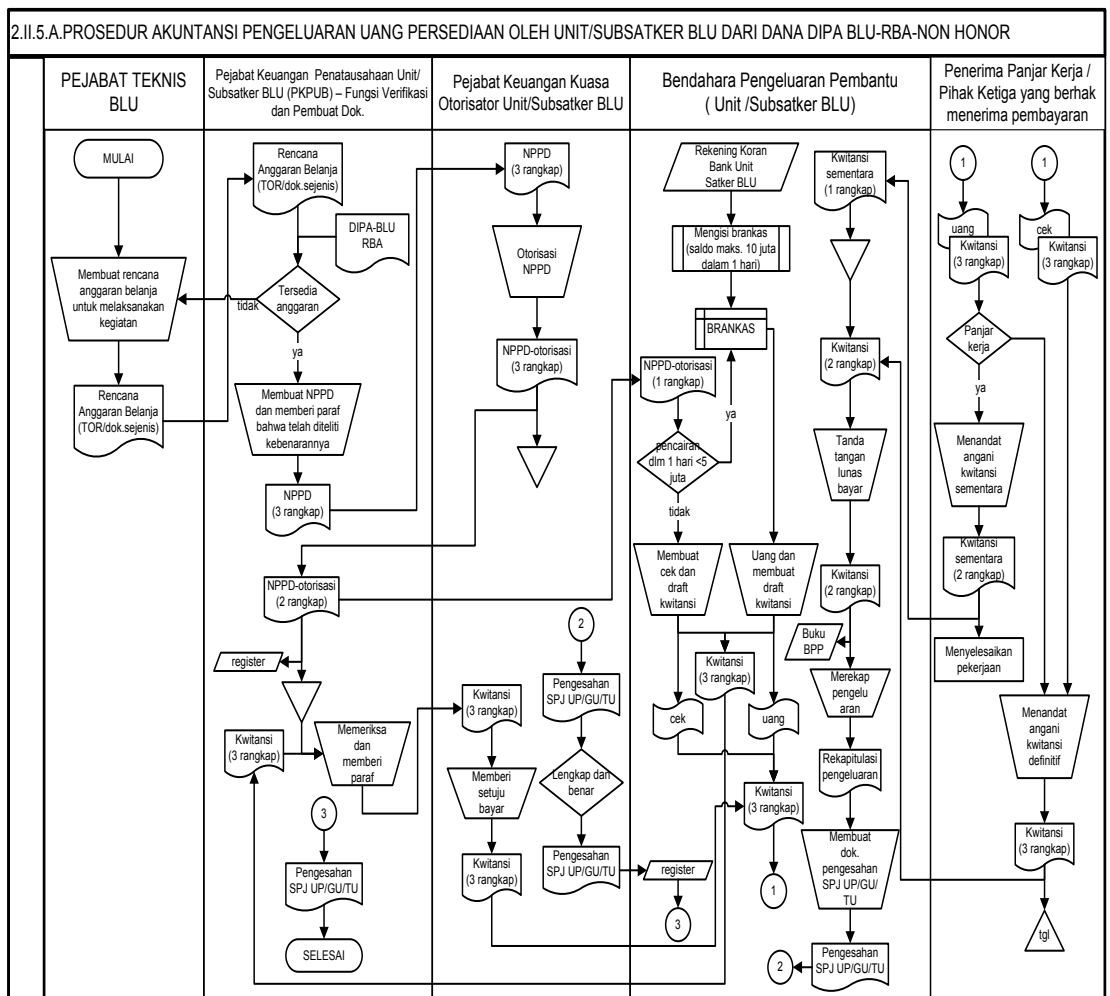 2.II.5.A.PROSEDUR AKUNTANSI PENGELUARAN UANG PERSEDIAAN OLEH UNIT/SUBSATKER BLU DARI DANA DIPA BLU-RBA-NON HONOR
PEJABAT TEKNIS
BLU
MULAI
Membuat rencana
anggaran belanja
untuk melaksanakan
kegiatan
Rencana
Anggaran Belanja
(TOR/dok.sejenis)
Pejabat Keuangan Penatausahaan Unit/
Subsatker BLU (PKPUB) – Fungsi Verifikasi
dan Pembuat Dok.
Rencana
Anggaran Belanja
(TOR/dok.sejenis)
DIPA-BLU
RBA
Tersedia
anggaran
tidak
ya
Membuat NPPD
dan memberi paraf
bahwa telah diteliti
kebenarannya
NPPD
(3 rangkap)
NPPD-otorisasi
(2 rangkap)
register
Kwitansi
(3 rangkap)
Memeriksa
dan
memberi
paraf
3
Pengesahan
SPJ UP/GU/TU
SELESAI
Pejabat Keuangan Kuasa
Otorisator Unit/Subsatker BLU
NPPD
(3 rangkap)
Otorisasi
NPPD
NPPD-otorisasi
(3 rangkap)
2
Pengesahan
SPJ UP/GU/TU
Kwitansi
(3 rangkap)
Lengkap dan
benar
Memberi
setuju
bayar
Kwitansi
(3 rangkap)
Pengesahan
SPJ UP/GU/TU
Bendahara Pengeluaran Pembantu
( Unit /Subsatker BLU)
Rekening Koran
Bank Unit
Satker BLU
Mengisi brankas
(saldo maks. 10 juta
dalam 1 hari)
BRANKAS
NPPD-otorisasi
(1 rangkap)
ya
pencairan
dlm 1 hari <5
juta
tidak
Membuat
cek dan
draft
kwitansi
Uang dan
membuat
draft
kwitansi
Kwitansi
(3 rangkap)
cek
uang
Kwitansi
(3 rangkap)
register
3
1
Kwitansi
sementara
(1 rangkap)
Kwitansi
(2 rangkap)
Tanda
tangan
lunas
bayar
Kwitansi
(2 rangkap)
Buku
BPP
Merekap
pengelu
aran
Rekapitulasi
pengeluaran
Membuat
dok.
pengesahan
SPJ UP/GU/
TU
Pengesahan
SPJ UP/GU/TU
2
Penerima Panjar Kerja /
Pihak Ketiga yang berhak
menerima pembayaran
1
1
uang
Kwitansi
(3 rangkap)
cek
Kwitansi
(3 rangkap)
Panjar
kerja
ya
Menandat
angani
kwitansi
sementara
Kwitansi
sementara
(2 rangkap)
Menyelesaikan
pekerjaan
Menandat
angani
kwitansi
definitif
Kwitansi
(3 rangkap)
tgl